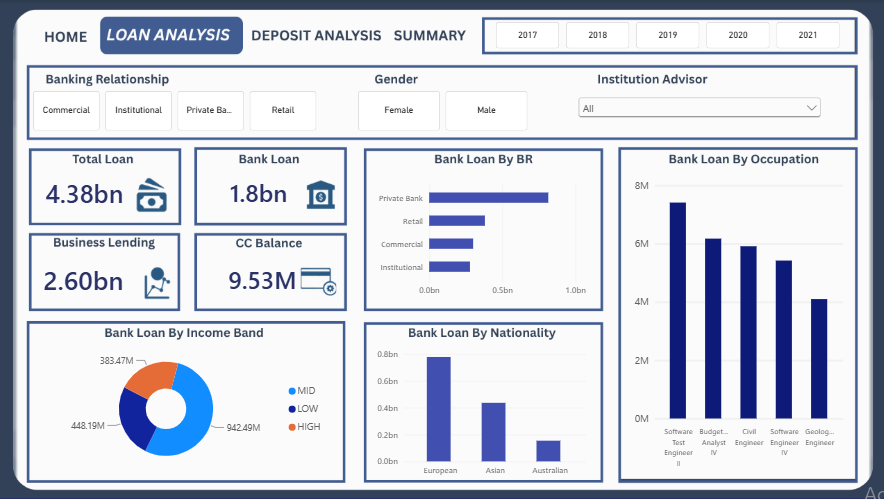 HOME
LOAN ANALYSIS
DEPOSIT ANALYSIS
SUMMARY
2017
2018
2019
2020
2021
Banking Relationship
Commercial
Institutional
Private Ba...
Retail
Gender
Female
Male
Institution Advisor
All
Total Loan
4.38bn
Bank Loan
1.8bn
Business Lending
2.60bn
CC Balance
9.53M
Bank Loan By BR
Private Bank
Retail
Commercial
Institutional
0.0bn
0.5bn
1.0bn
Bank Loan By Occupation
8M
6M
4M
2M
0M
Software
Test
Engineer
II
Budget...
Analyst
IV
Civil
Engineer
Software
Engineer
IV
Geolog...
Engineer
Bank Loan By Income Band
383.47M
448.19M
942.49M
MID
LOW
HIGH
Bank Loan By Nationality
0.8bn
0.6bn
0.4bn
0.2bn
0.0bn
European
Asian
Australian